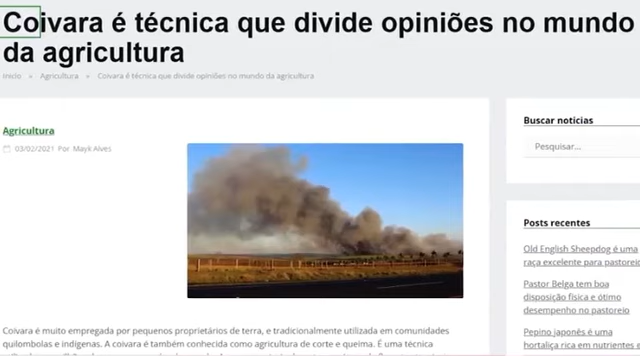 Coivara é técnica que divide opiniões no mundo
da agricultura
Início » Agricultura » Coivara é técnica que divide opiniões no mundo da agricultura
Agricultura
03/02/2021 Por Mayk Alves
Buscar notícias
Pesquisar...
Posts recentes
Old English Sheepdog é uma
raça excelente para pastoreio
Pastor Belga tem boa
disposição física e ótimo
desempenho no pastoreio
Pepino japonês é uma
hortaliça rica em nutrientes e
Coivara é muito empregado por pequenos proprietários de terra, e tradicionalmente utilizada em comunidades
quilombolas e indígenas. A coivara é também conhecida como agricultura de corte e queima. É uma técnica